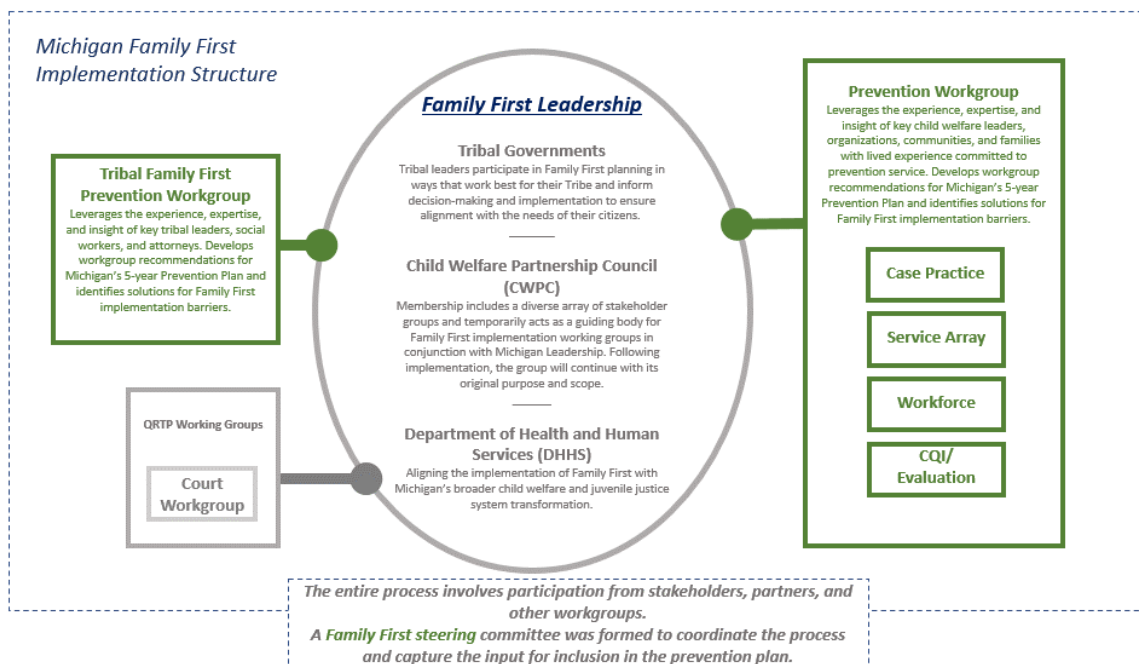 Michigan Family First
Implementation Structure
Tribal Family First
Prevention Workgroup
Leverages the experience, expertise,
and insight of key tribal leaders, social
workers, and attorneys. Develops
workgroup recommendations for
Michigan's 5-year Prevention Plan and
identifies solutions for Family First
implementation barriers.
QRTP Working Groups
Court
Workgroup
Family First Leadership
Tribal Governments
Tribal leaders participate in Family First planning in
ways that work best for their Tribe and inform
decision-making and implementation to ensure
alignment with the needs of their citizens.
Child Welfare Partnership Council
(CWPC)
Membership includes a diverse array of stakeholder
groups and temporarily acts as a guiding body for
Family First implementation working groups in
conjunction with Michigan Leadership. Following
implementation, the group will continue with its
original purpose and scope.
Department of Health and Human
Services (DHHS)
Aligning the implementation of Family First with
Michigan's broader child welfare and juvenile justice
system transformation.
Prevention Workgroup
Leverages the experience, expertise, and
insight of key child welfare leaders,
organizations, communities, and families
with lived experience committed to
prevention service. Develops workgroup
recommendations for Michigan's 5-year
Prevention Plan and identifies solutions for
Family First implementation barriers.
Case Practice
Service Array
Workforce
CQI/
Evaluation
The entire process involves participation from stakeholders, partners, and
other workgroups.
A Family First steering committee was formed to coordinate the process
and capture the input for inclusion in the prevention plan.